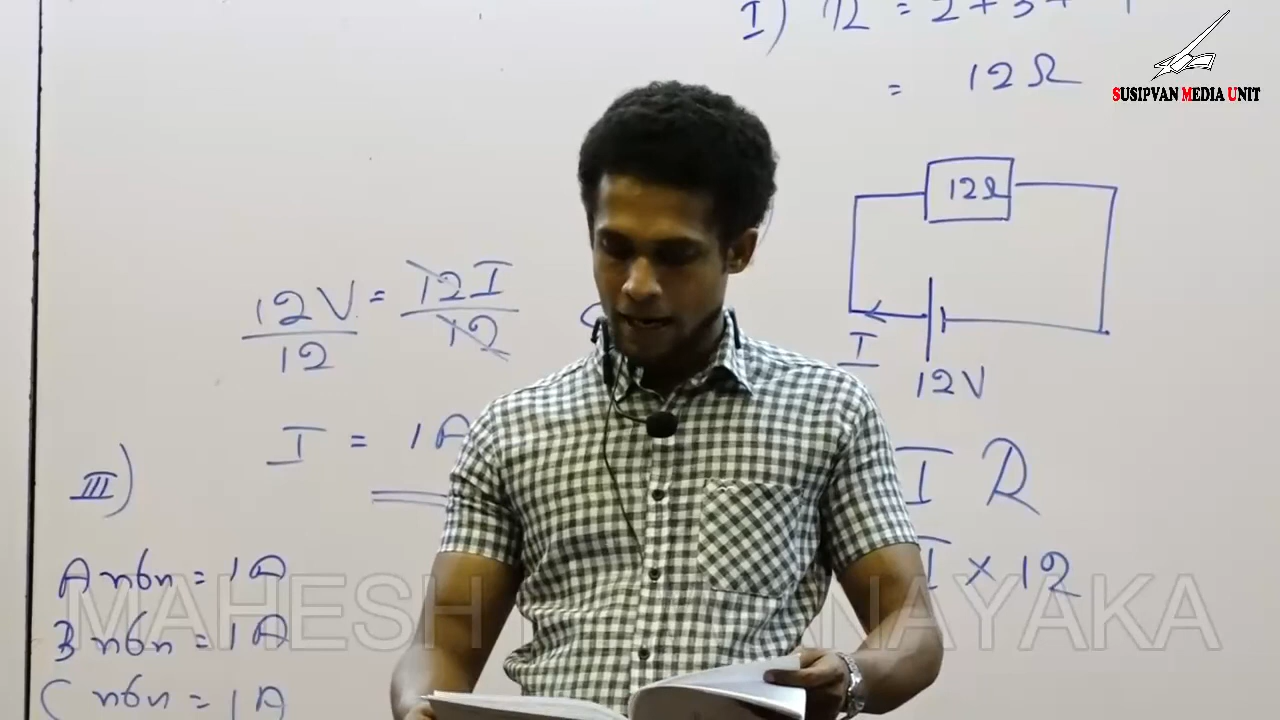 I) R = 2 + 3 +
= 12Ω
SUSIPVAN MEDIA UNIT
12Ω
I
12V
12V = 12I
12 12
I = 1A
I R
I × 12
III)
A හරහා = 1A
B හරහා = 1A
C හරහා = 1A
MAHESH NAYAKA